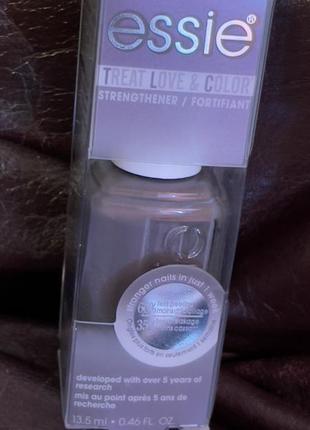 essie®
TREAT LOVE & COLOR
STRENGTHENER / FORTIFIANT
stronger nails in just 1 week
developed with over 5 years of
research
mis au point après 5 ans de
recherche
13.5 ml • 0.46 FL. OZ.